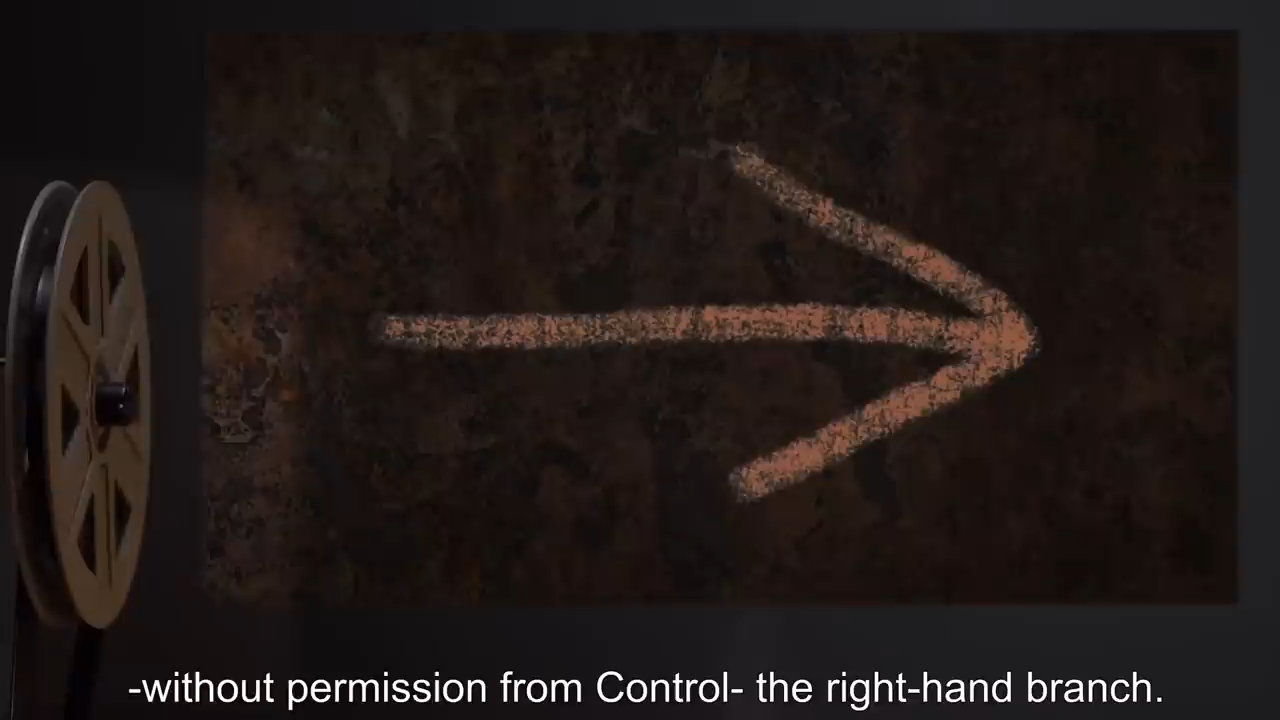 -without permission from Control- the right-hand branch.